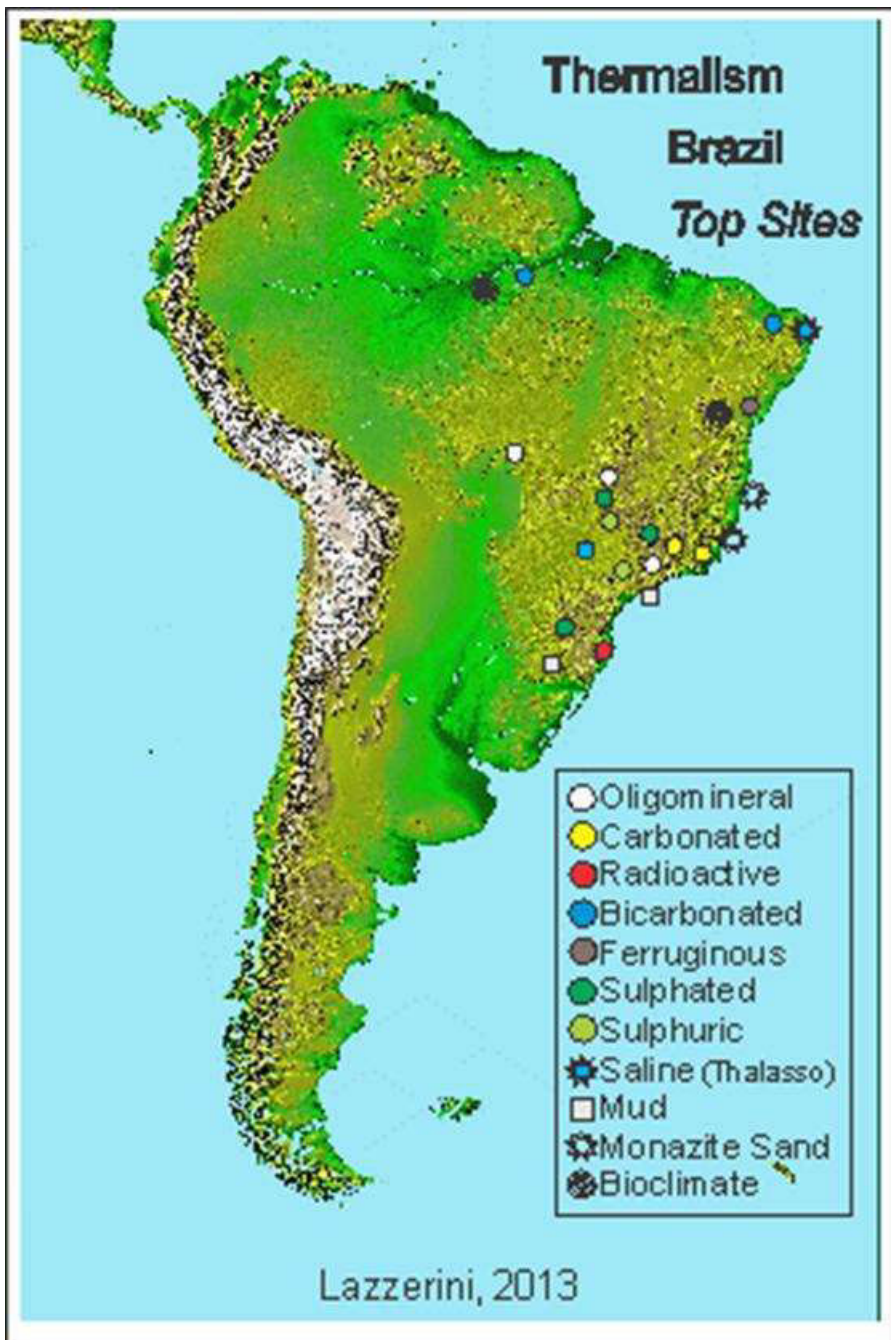 Thermalism
Brazil
Top Sites
Oligomineral
Carbonated
Radioactive
Bicarbonated
Ferruginous
Sulphated
Sulphuric
Saline (Thalasso)
Mud
Monazite Sand
Bioclimate
Lazzerini, 2013